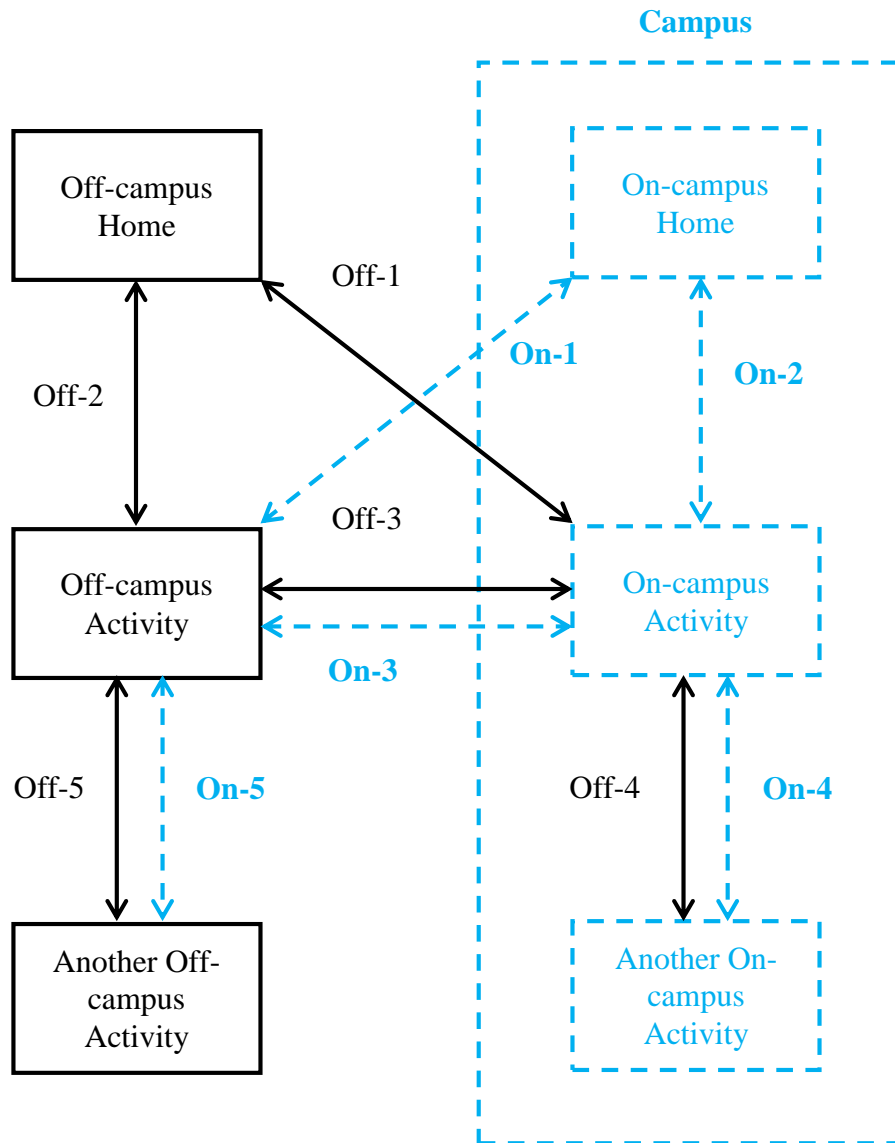 Campus
Off-campus
Home
On-campus
Home
Off-1
On-1
Off-2
On-2
Off-3
Off-campus
Activity
On-campus
Activity
On-3
Off-5
On-5
Off-4
On-4
Another Off-
campus
Activity
Another On-
campus
Activity